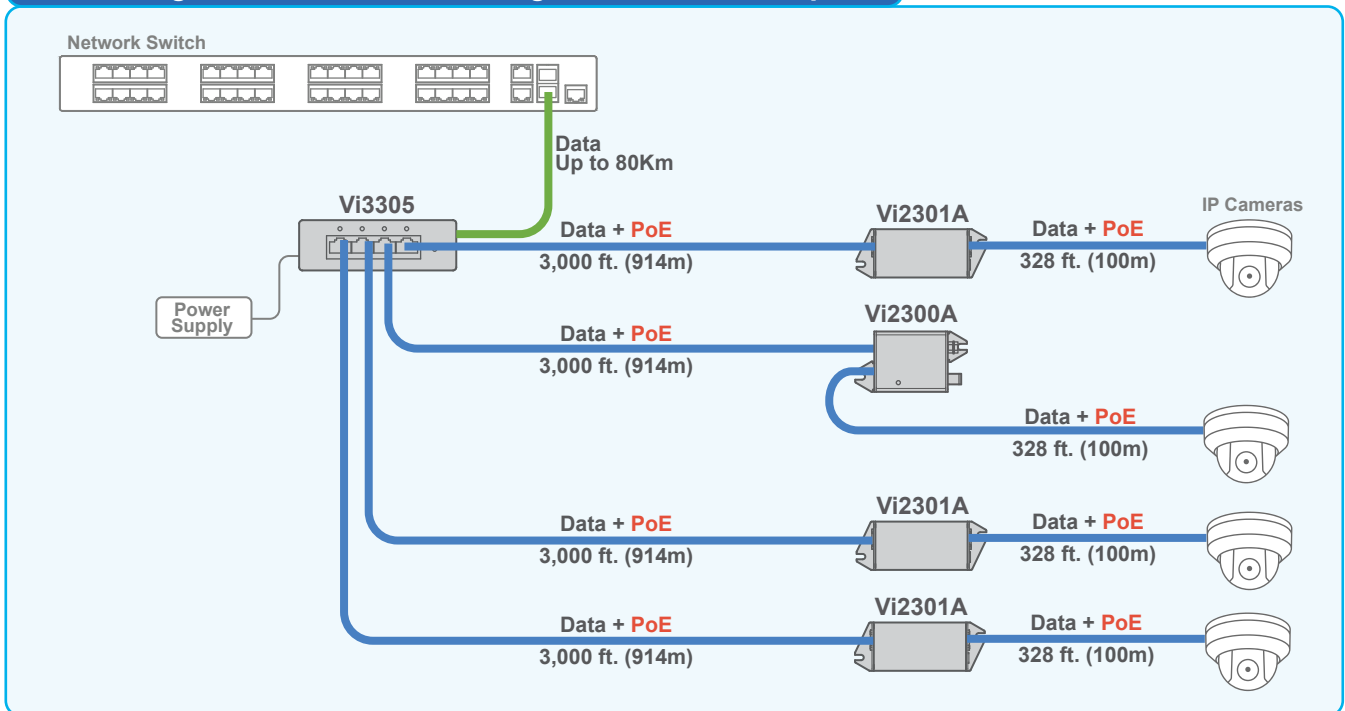 Network Switch
Data
Up to 80Km
Vi3305
Power
Supply
Data + PoE
3,000 ft. (914m)
Vi2301A
Data + PoE
328 ft. (100m)
IP Cameras
Data + PoE
3,000 ft. (914m)
Vi2300A
Data + PoE
328 ft. (100m)
Data + PoE
3,000 ft. (914m)
Vi2301A
Data + PoE
328 ft. (100m)
Data + PoE
3,000 ft. (914m)
Vi2301A
Data + PoE
328 ft. (100m)